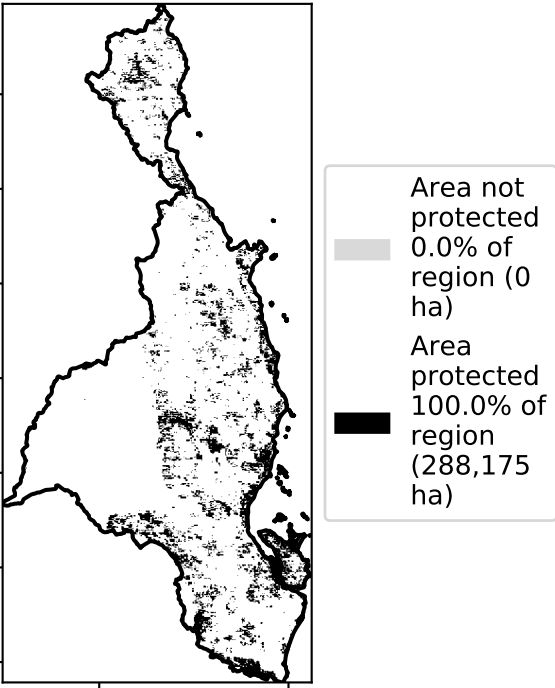 Area not
protected
0.0% of
region (0
ha)
Area
protected
100.0% of
region
(288,175
ha)